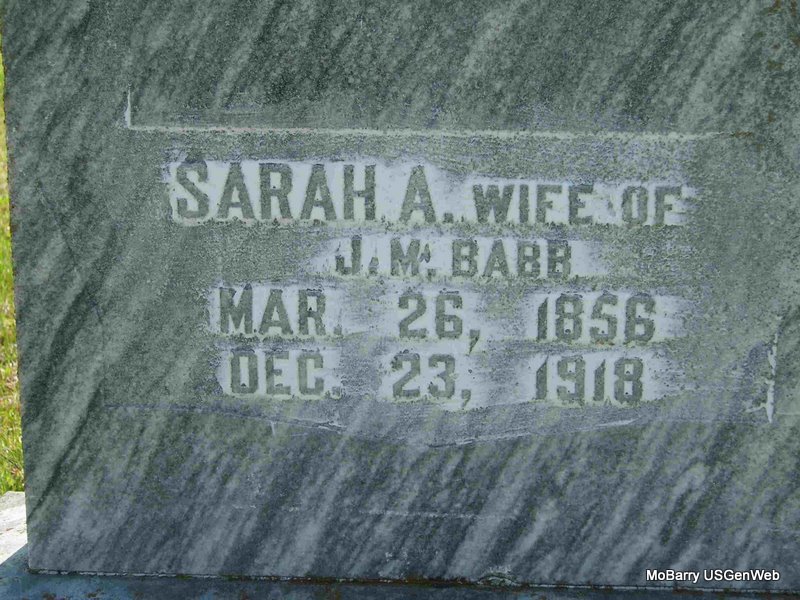 SARAH A. WIFE OF
J. M. BABB
MAR. 26, 1856
DEC. 23, 1918
MoBarry USGenWeb